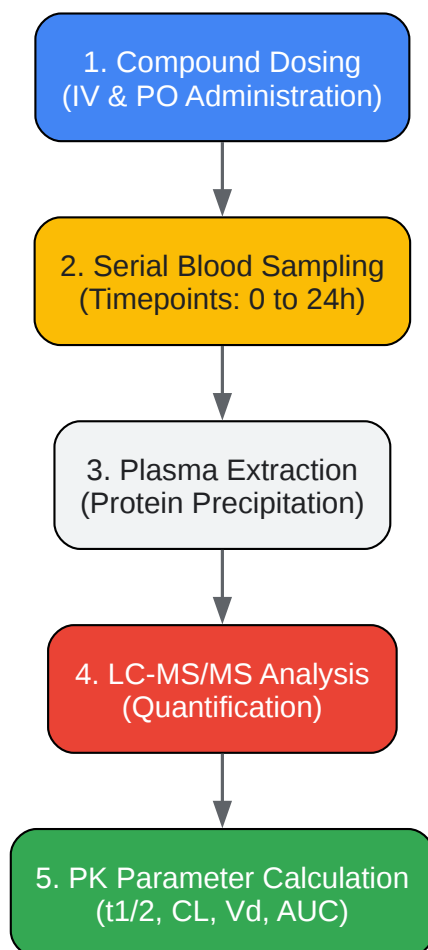 1. Compound Dosing
(IV & PO Administration)
2. Serial Blood Sampling
(Timepoints: 0 to 24h)
3. Plasma Extraction
(Protein Precipitation)
4. LC-MS/MS Analysis
(Quantification)
5. PK Parameter Calculation
(t1/2, CL, Vd, AUC)